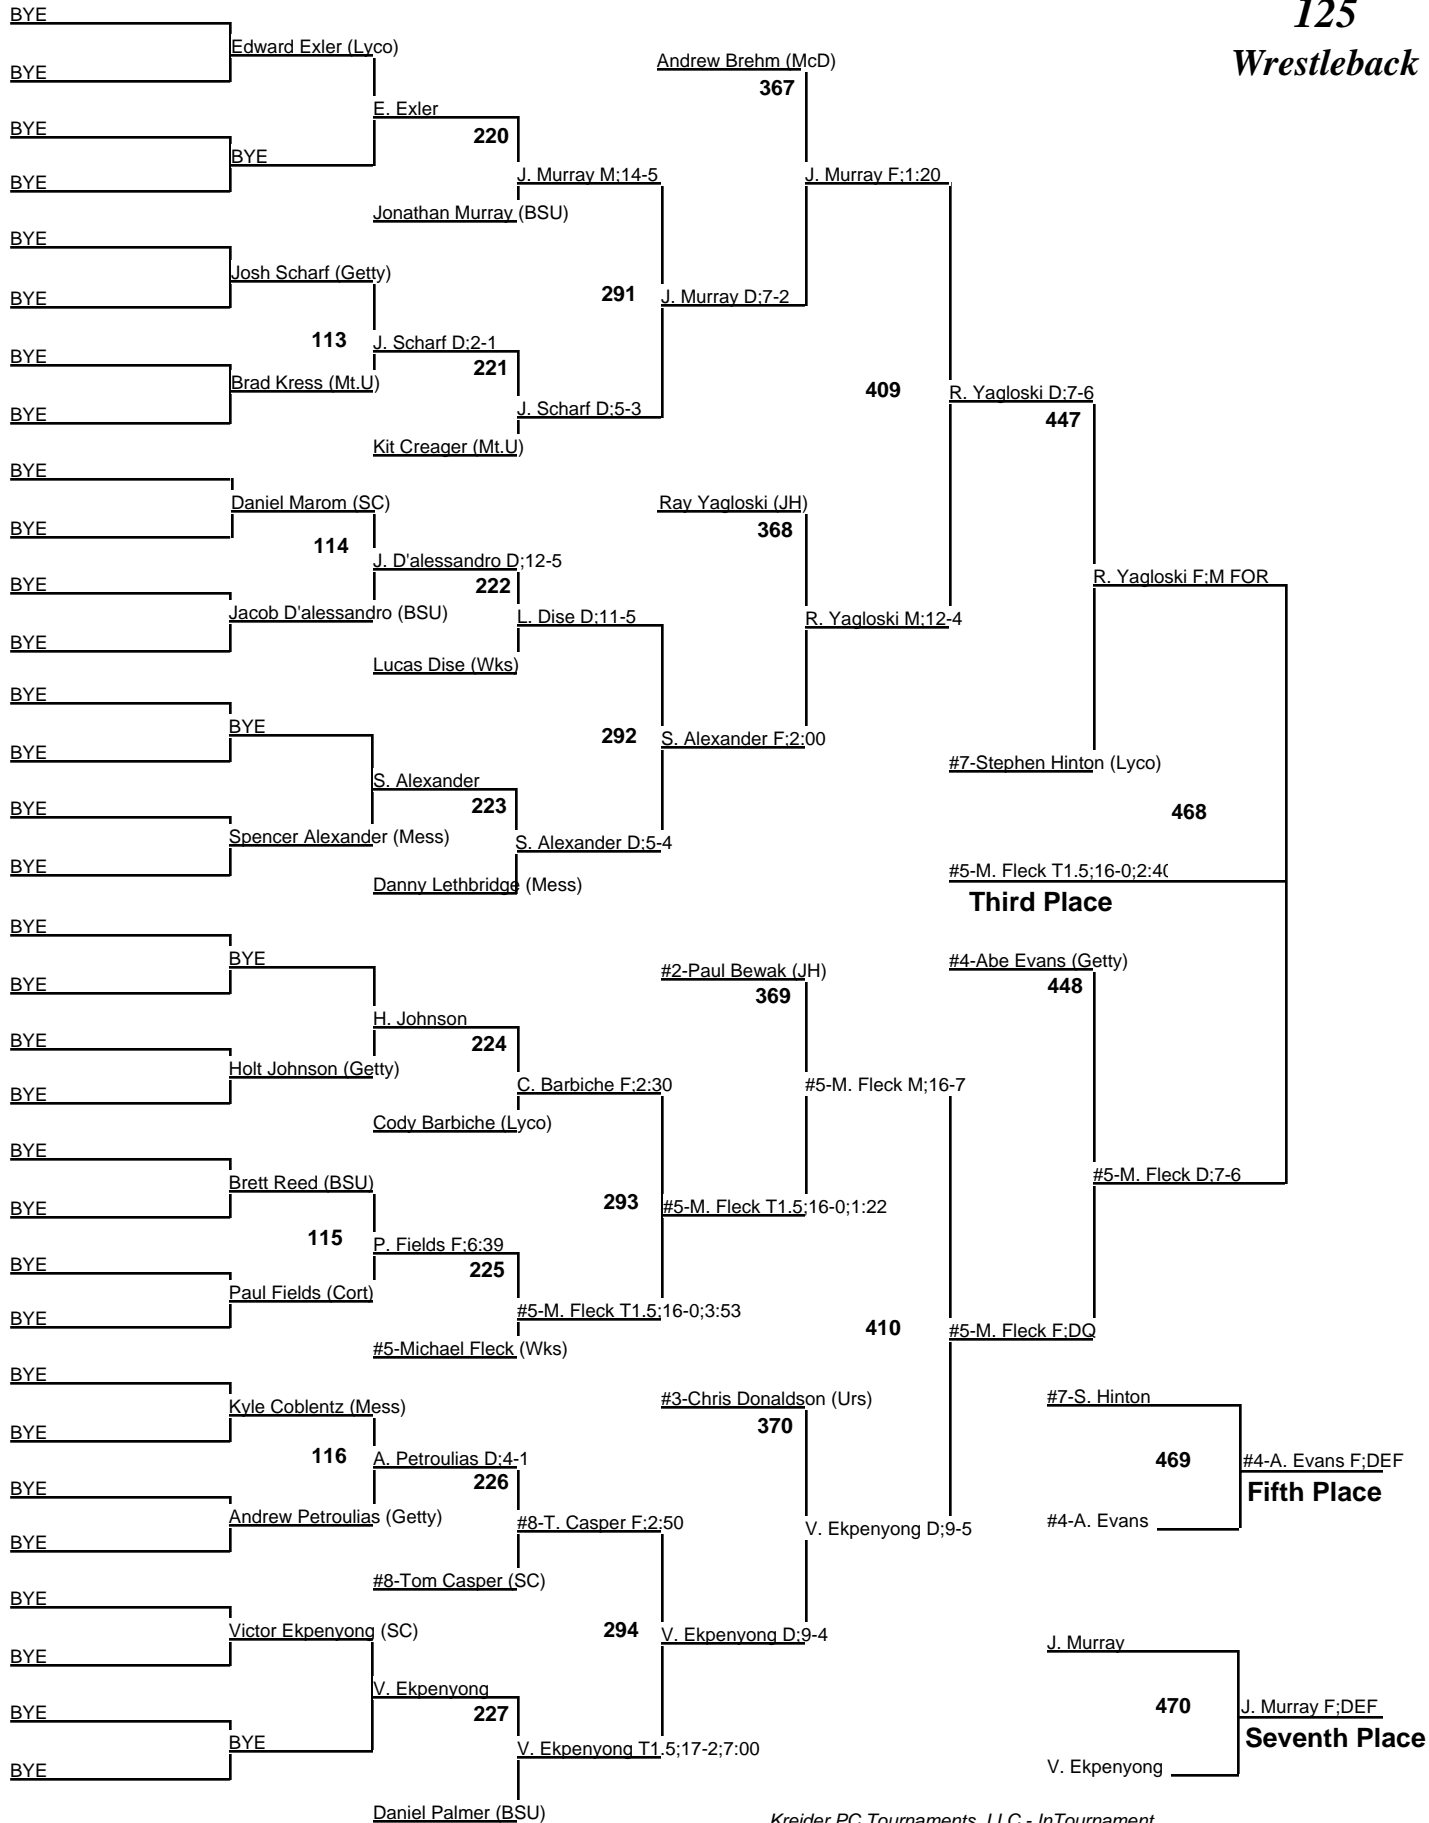 125
Wrestleback
BYE
Edward Exler (Lyco)
BYE
Andrew Brehm (McD)
367
E. Exler
BYE
220
BYE
BYE
J. Murray M;14-5
J. Murray F;1:20
Jonathan Murray (BSU)
BYE
Josh Scharf (Getty)
BYE
291
J. Murray D;7-2
113
J. Scharf D;2-1
BYE
221
Brad Kress (Mt.U)
409
R. Yagloski D;7-6
BYE
J. Scharf D;5-3
447
Kit Creager (Mt.U)
BYE
Daniel Marom (SC)
Ray Yagloski (JH)
BYE
368
114
J. D'alessandro D;12-5
R. Yagloski F;M FOR
BYE
222
Jacob D'alessandro (BSU)
L. Dise D;11-5
R. Yagloski M;12-4
BYE
Lucas Dise (Wks)
BYE
BYE
292
S. Alexander F;2:00
BYE
#7-Stephen Hinton (Lyco)
S. Alexander
BYE
223
468
Spencer Alexander (Mess)
S. Alexander D;5-4
BYE
#5-M. Fleck T1.5;16-0;2:40
Danny Lethbridge (Mess)
Third Place
BYE
BYE
#4-Abe Evans (Getty)
#2-Paul Bewak (JH)
BYE
448
369
H. Johnson
BYE
224
Holt Johnson (Getty)
C. Barbiche F;2:30
#5-M. Fleck M;16-7
BYE
Cody Barbiche (Lyco)
BYE
Brett Reed (BSU)
#5-M. Fleck D;7-6
BYE
293
#5-M. Fleck T1.5;16-0;1:22
115
P. Fields F;6:39
BYE
225
Paul Fields (Cort)
#5-M. Fleck T1.5;16-0;3:53
BYE
410
#5-M. Fleck F;DQ
#5-Michael Fleck (Wks)
BYE
Kyle Coblentz (Mess)
#3-Chris Donaldson (Urs)
#7-S. Hinton
BYE
370
116
A. Petroulias D;4-1
469
#4-A. Evans F;DEF
BYE
226
Fifth Place
Andrew Petroulias (Getty)
#8-T. Casper F;2:50
V. Ekpenyong D;9-5
#4-A. Evans
BYE
#8-Tom Casper (SC)
BYE
Victor Ekpenyong (SC)
294
V. Ekpenyong D;9-4
J. Murray
BYE
V. Ekpenyong
BYE
227
470
J. Murray F;DEF
BYE
V. Ekpenyong T1.5;17-2;7:00
Seventh Place
BYE
V. Ekpenyong
Daniel Palmer (BSU)
Kreider PC Tournaments, LLC - InTournament